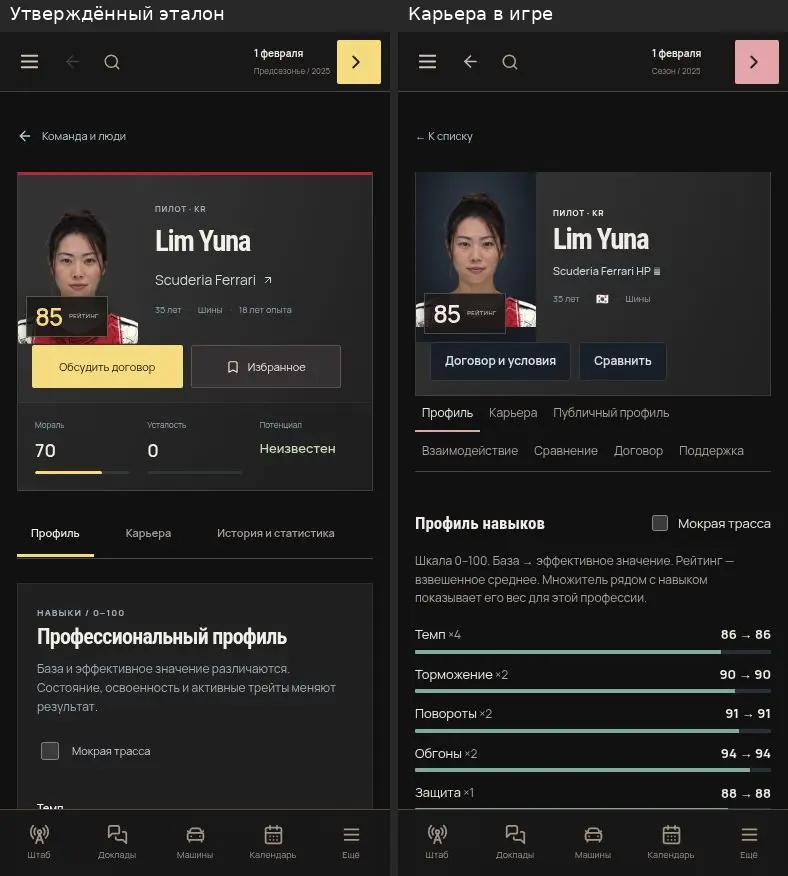 Утверждённый эталон
1 февраля
Предсезонье / 2025
Команда и люди
ПИЛОТ · KR
Lim Yuna
Scuderia Ferrari ↗
35 лет · Шины · 18 лет опыта
85 РЕЙТИНГ
Обсудить договор
Избранное
Мораль
Усталость
Потенциал
70
0
Неизвестен
Профиль
Карьера
История и статистика
НАВЫКИ / 0–100
Профессиональный профиль
База и эффективное значение различаются.
Состояние, освоенность и активные трейты меняют
результат.
Мокрая трасса
Темп
Штаб
Доклады
Машины
Календарь
Ещё
Карьера в игре
1 февраля
Сезон / 2025
← К списку
ПИЛОТ · KR
Lim Yuna
Scuderia Ferrari HP
35 лет · 🇰🇷 · Шины
85 РЕЙТИНГ
Договор и условия
Сравнить
Профиль
Карьера
Публичный профиль
Взаимодействие
Сравнение
Договор
Поддержка
Профиль навыков
Мокрая трасса
Шкала 0–100. База → эффективное значение. Рейтинг —
взвешенное среднее. Множитель рядом с навыком
показывает его вес для этой профессии.
Темп ×4 86 → 86
Торможение ×2 90 → 90
Повороты ×2 91 → 91
Обгоны ×2 94 → 94
Защита ×1 88 → 88
Штаб
Доклады
Машины
Календарь
Ещё